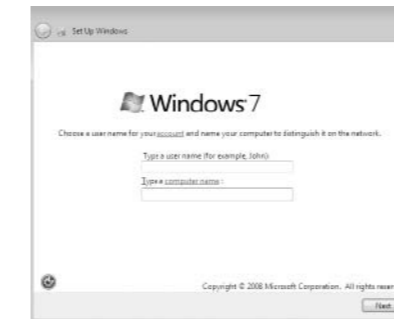 Set Up Windows
Windows 7
Choose a user name for your account and name your computer to distinguish it on the network.
Type a user name (for example, John):
Type a computer name :
Copyright © 2008 Microsoft Corporation. All rights reser
Next